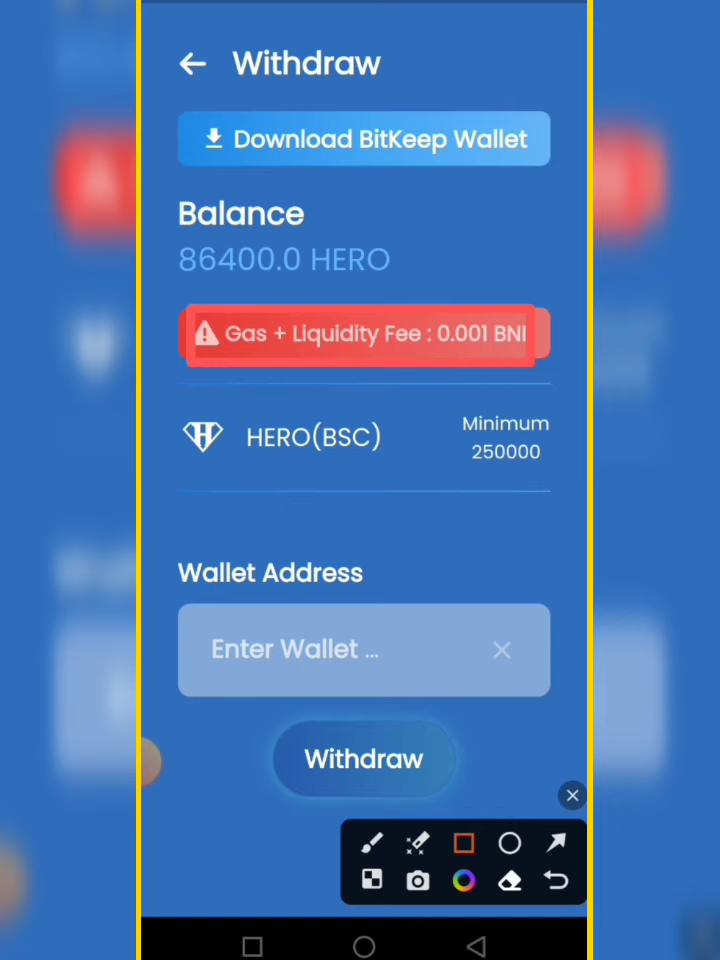 Withdraw
Download BitKeep Wallet
Balance
86400.0 HERO
Gas + Liquidity Fee : 0.001 BN
HERO(BSC)
Minimum
250000
Wallet Address
Enter Wallet ...
Withdraw